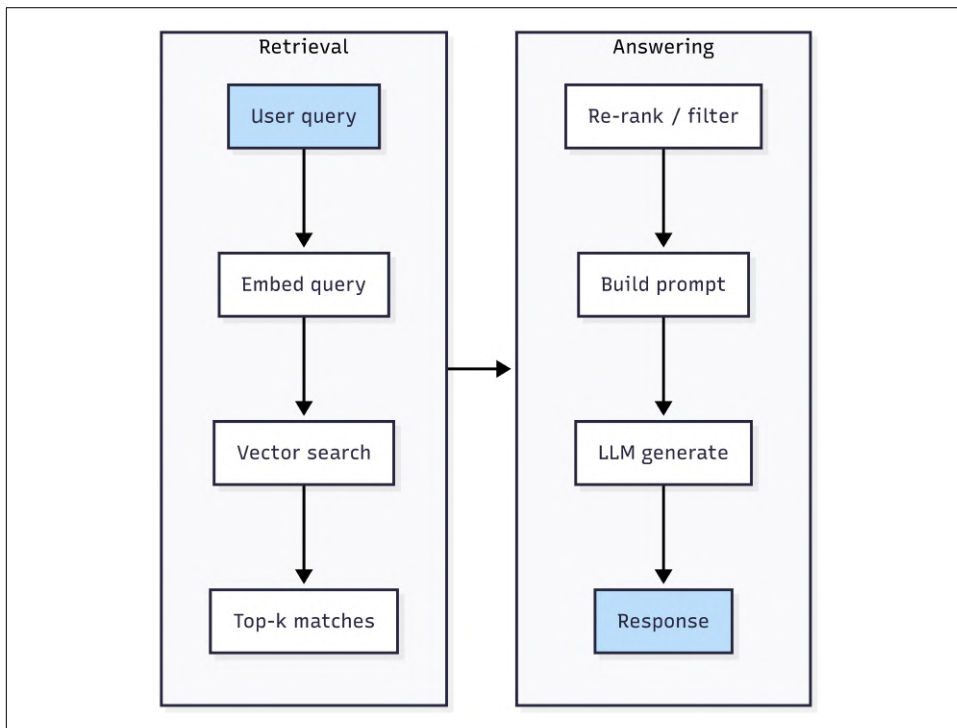 Retrieval
User query
Embed query
Vector search
Top-k matches
Answering
Re-rank / filter
Build prompt
LLM generate
Response